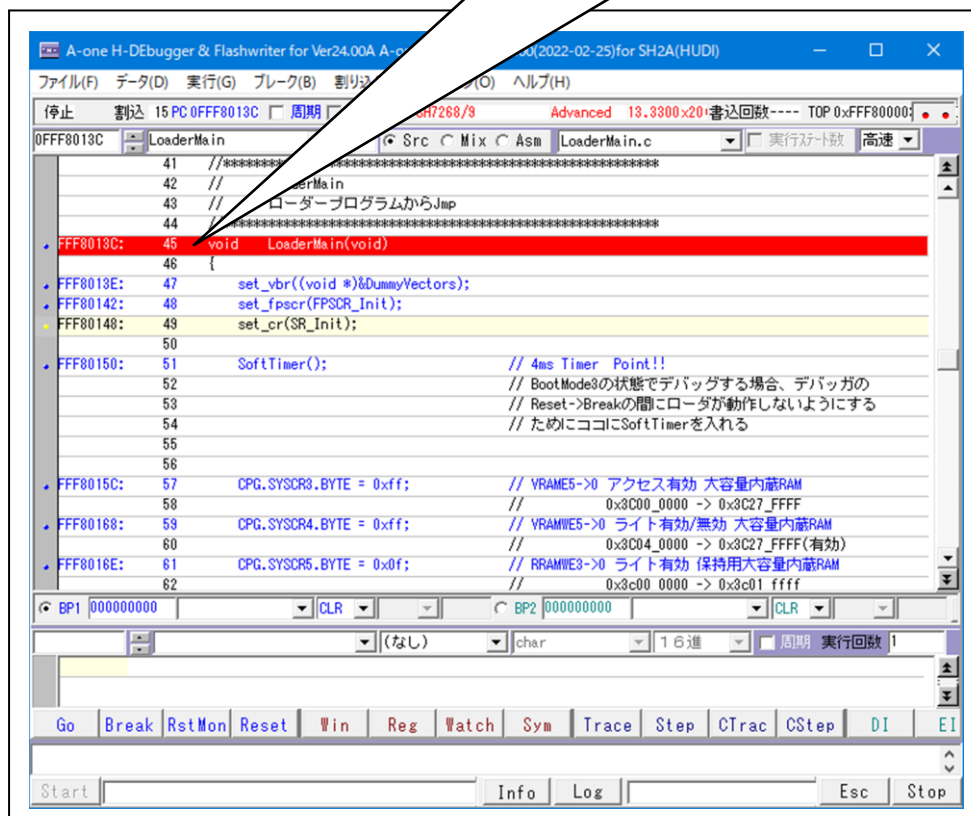 A-one H-DEbugger & Flashwriter for Ver24.00A A-o 00(2022-02-25)for SH2A(HUDI)
ファイル(F) データ(D) 実行(G) ブレーク(B) 割り込 (O) ヘルプ(H)
停止 割込 15 PC 0FFF8013C 周期 SH7268/9 Advanced 13.3300×20 書込回数---- TOP 0xFFF80000
0FFF8013C LoaderMain Src Mix Asm LoaderMain.c 実行ステート数 高速
41 //************************************************************
42 // LoaderMain
43 // ローダープログラムからJmp
44 //************************************************************
FFF8013C: 45 void LoaderMain(void)
46 {
FFF8013E: 47 set_vbr((void *)&DummyVectors);
FFF80142: 48 set_fpscr(FPSCR_Init);
FFF80148: 49 set_cr(SR_Init);
50
FFF80150: 51 SoftTimer(); // 4ms Timer Point!!
52 // BootMode3の状態でデバッグする場合、デバッガの
53 // Reset->Breakの間にローダが動作しないようにする
54 // ためにココにSoftTimerを入れる
55
56
FFF8015C: 57 CPG.SYSCR3.BYTE = 0xff; // VRAME5->0 アクセス有効 大容量内蔵RAM
58 // 0x3C00_0000 -> 0x3C27_FFFF
FFF80168: 59 CPG.SYSCR4.BYTE = 0xff; // VRAMWE5->0 ライト有効/無効 大容量内蔵RAM
60 // 0x3C04_0000 -> 0x3C27_FFFF(有効)
FFF8016E: 61 CPG.SYSCR5.BYTE = 0x0f; // RRAMWE3->0 ライト有効 (保持用大容量内蔵RAM
62 // 0x3c00 0000 -> 0x3c01 ffff
BP1 000000000 CLR BP2 000000000 CLR
(なし) char 16進 周期 実行回数 1
Go Break RstMon Reset Win Reg Watch Sym Trace Step CTrac CStep DI EI
Start Info Log Esc Stop